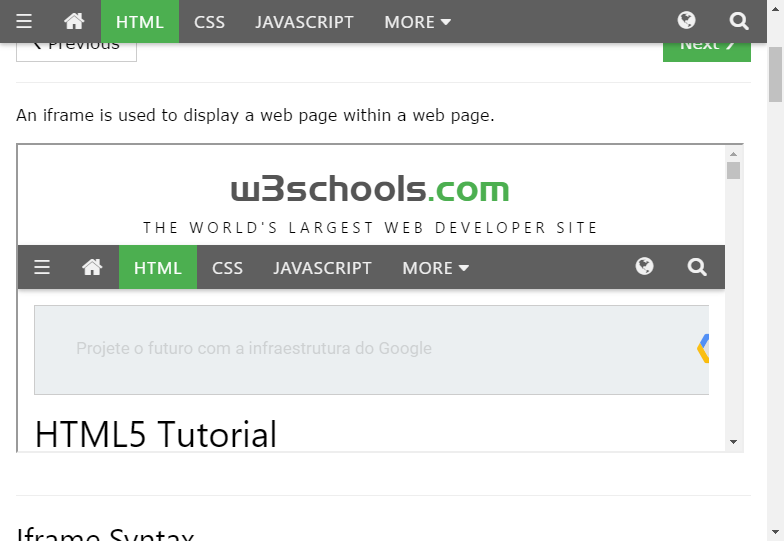 HTML CSS JAVASCRIPT MORE
Previous Next
An iframe is used to display a web page within a web page.
w3schools.com
THE WORLD'S LARGEST WEB DEVELOPER SITE
HTML CSS JAVASCRIPT MORE
Projete o futuro com a infraestrutura do Google
HTML5 Tutorial
Iframe Syntax